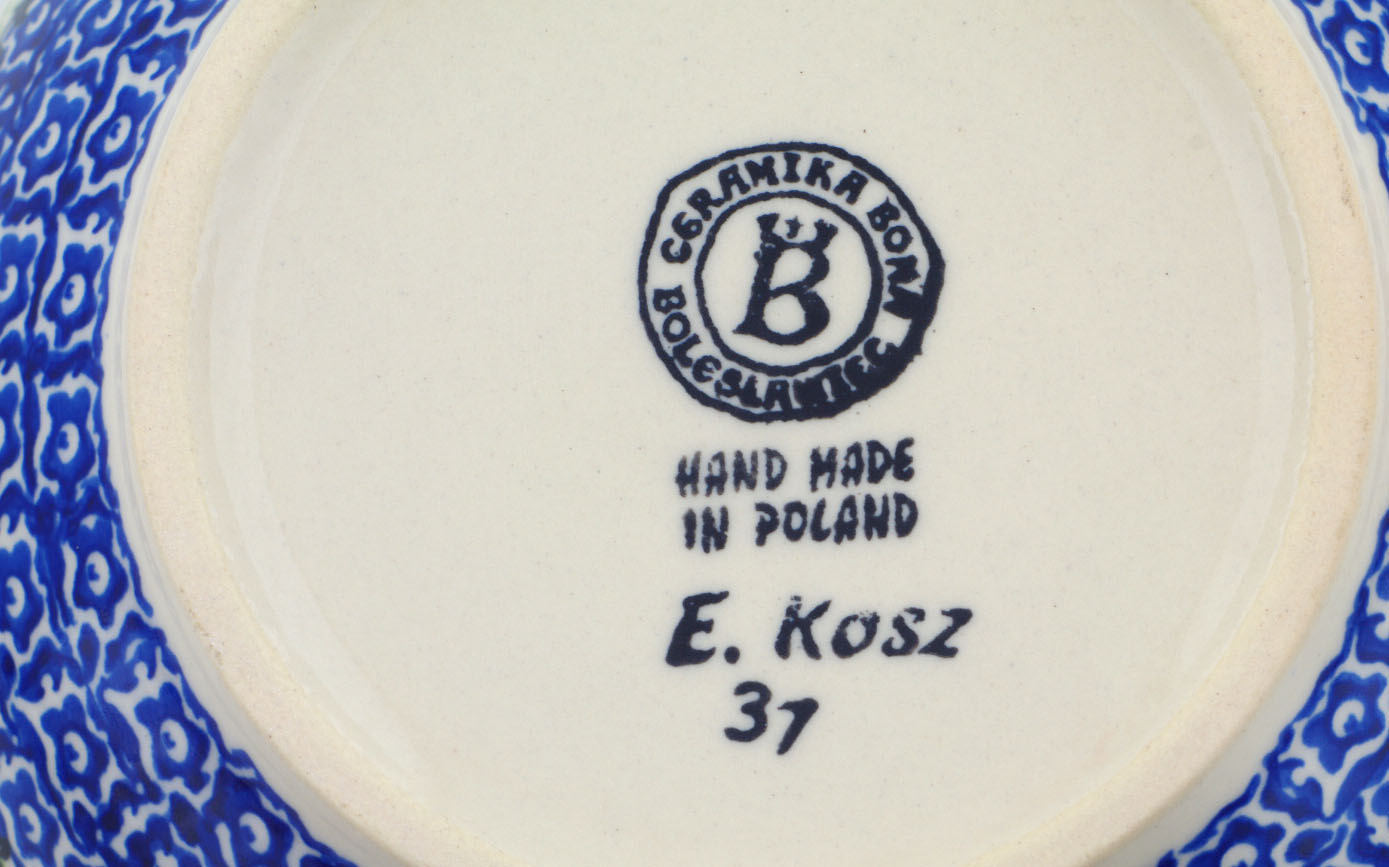 CERAMIKA BONA
BOLESŁAWIEC
B
HAND MADE
IN POLAND
E. KOSZ
37